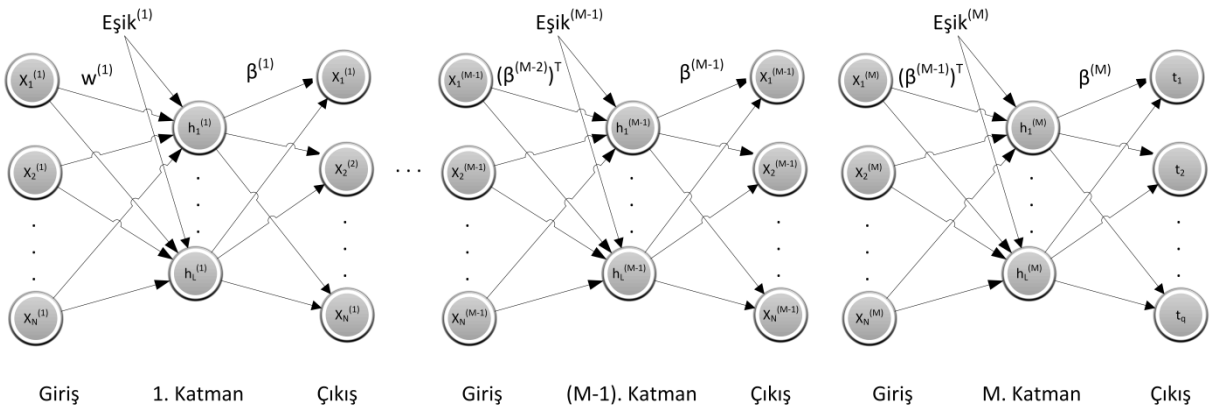 Eşik(1) Eşik(M-1) Eşik(M)
w(1) β(1) (β(M-2))T β(M-1) (β(M-1))T β(M)
X1(1) X1(1) X1(M-1) X1(M-1) X1(M) t1
h1(1) h1(M-1) h1(M)
X2(1) X2(2) ... X2(M-1) X2(M-1) X2(M) t2
hL(1) hL(M-1) hL(M)
XN(1) XN(1) XN(M-1) XN(M-1) XN(M) tq
Giriş 1. Katman Çıkış Giriş (M-1). Katman Çıkış Giriş M. Katman Çıkış